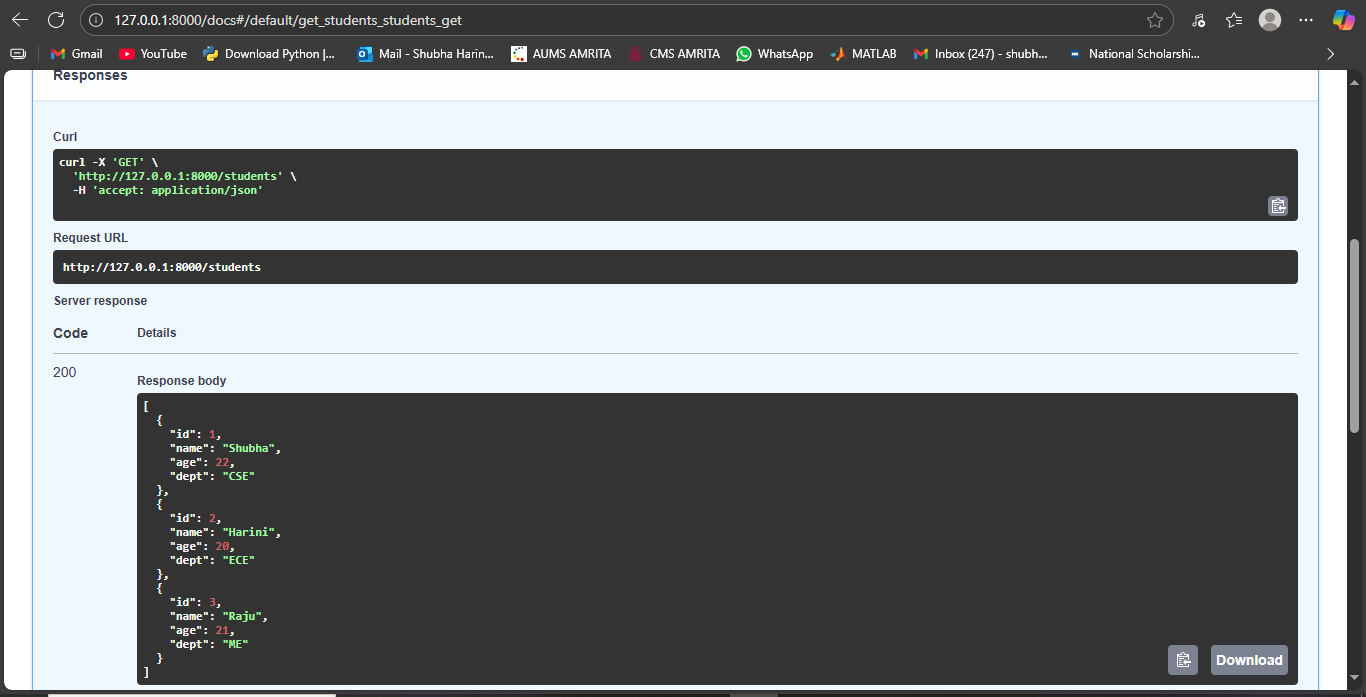 127.0.0.1:8000/docs#/default/get_students_students_get
Gmail
YouTube
Download Python |...
Mail - Shubha Harin...
AUMS AMRITA
CMS AMRITA
WhatsApp
MATLAB
Inbox (247) - shubh...
National Scholarshi...
Responses
Curl
curl -X 'GET' \
  'http://127.0.0.1:8000/students' \
  -H 'accept: application/json'
Request URL
http://127.0.0.1:8000/students
Server response
Code Details
200
Response body
[
  {
    "id": 1,
    "name": "Shubha",
    "age": 22,
    "dept": "CSE"
  },
  {
    "id": 2,
    "name": "Harini",
    "age": 20,
    "dept": "ECE"
  },
  {
    "id": 3,
    "name": "Raju",
    "age": 21,
    "dept": "ME"
  }
]
Download